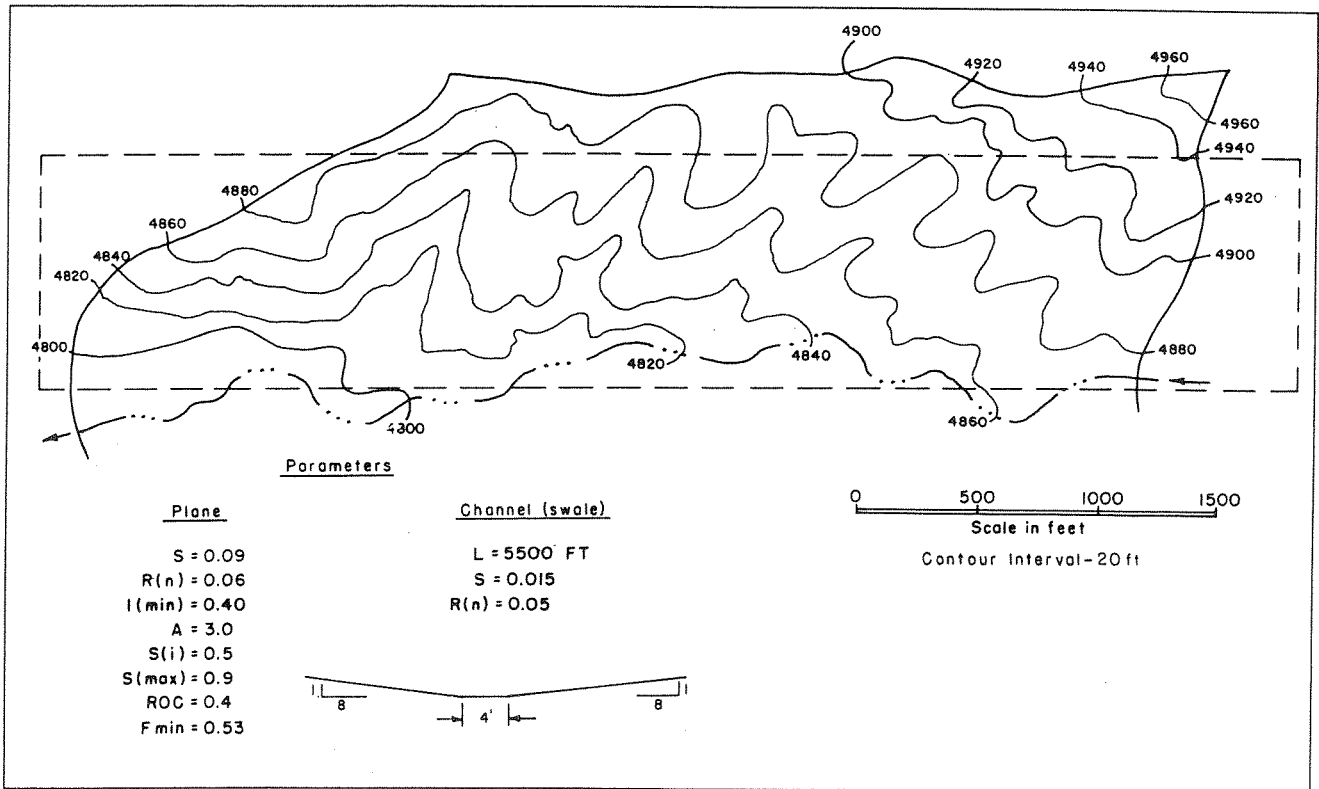 4900
4920
4940
4960
4960
4940
4880
4920
4860
4900
4840
4820
4800
4820
4840
4880
4860
4300
Parameters
Plane
S = 0.09
R(n) = 0.06
I(min) = 0.40
A = 3.0
S(i) = 0.5
S(max) = 0.9
ROC = 0.4
Fmin = 0.53
Channel (swale)
L = 5500 FT
S = 0.015
R(n) = 0.05
1
8
4'
8
1
0 500 1000 1500
Scale in feet
Contour Interval-20 ft